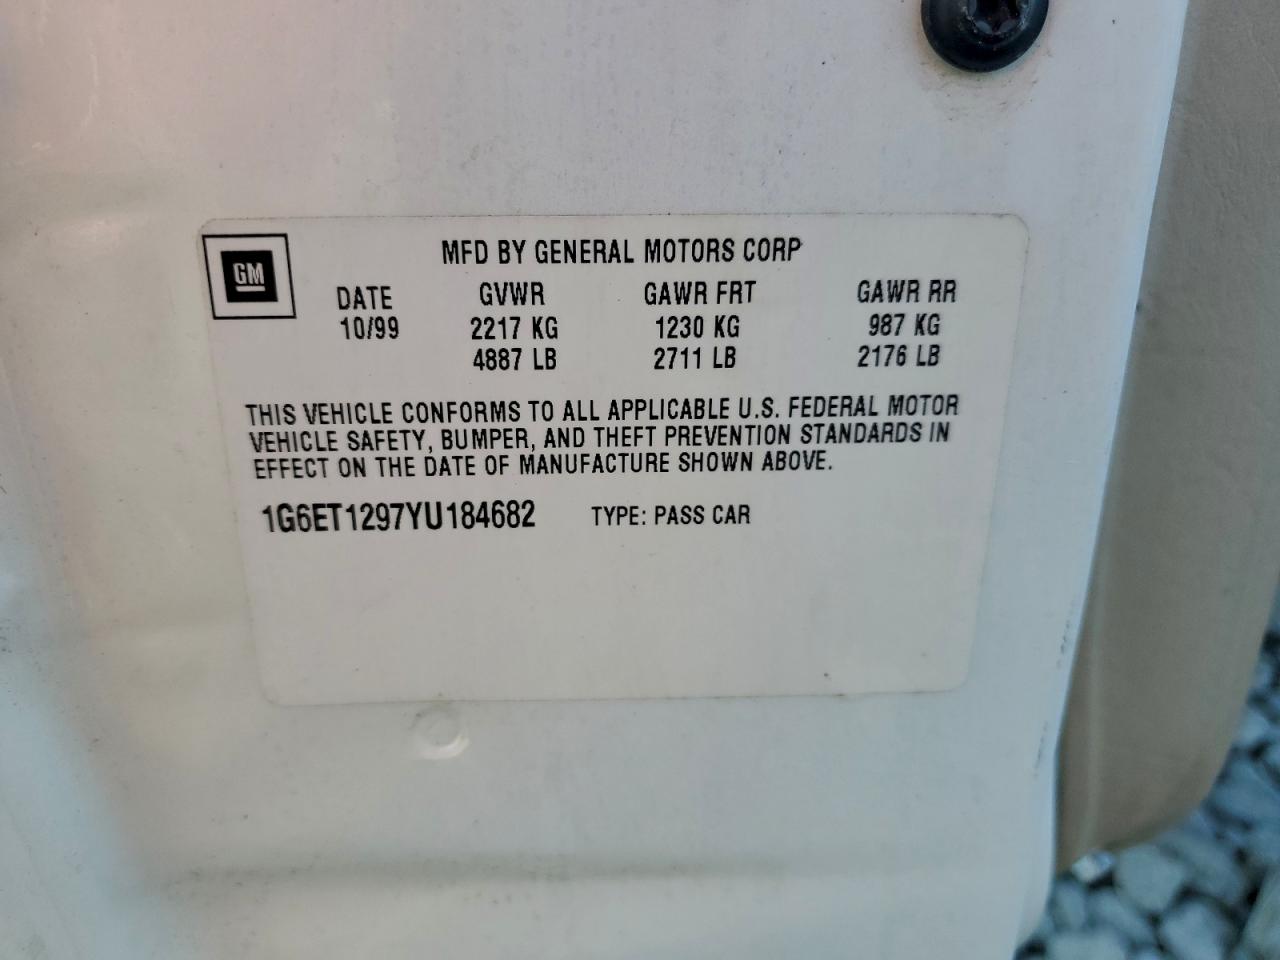 GM
MFD BY GENERAL MOTORS CORP
DATE GVWR GAWR FRT GAWR RR
10/99 2217 KG 1230 KG 987 KG
4887 LB 2711 LB 2176 LB
THIS VEHICLE CONFORMS TO ALL APPLICABLE U.S. FEDERAL MOTOR
VEHICLE SAFETY, BUMPER, AND THEFT PREVENTION STANDARDS IN
EFFECT ON THE DATE OF MANUFACTURE SHOWN ABOVE.
1G6ET1297YU184682 TYPE: PASS CAR